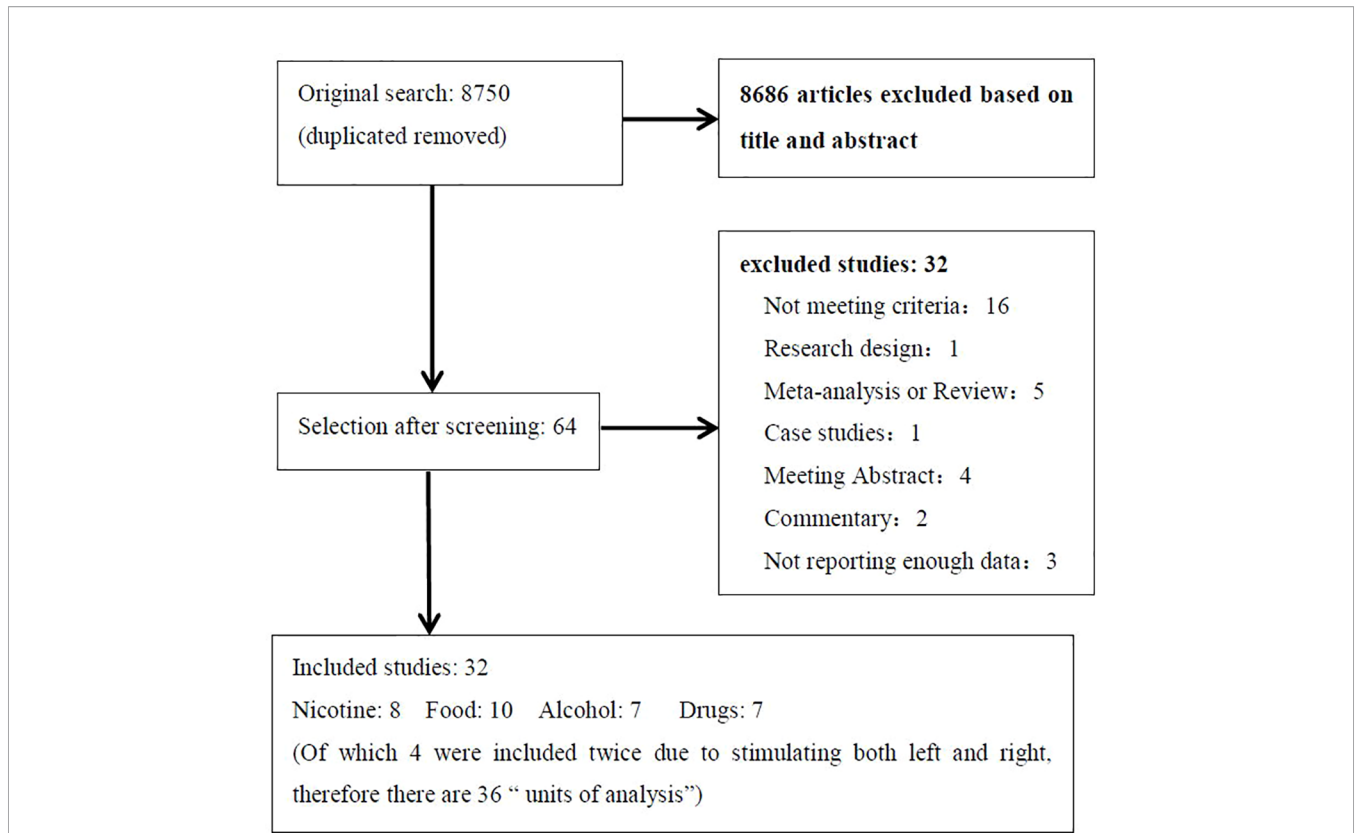 Original search: 8750
(duplicated removed)
8686 articles excluded based on
title and abstract
excluded studies: 32
Not meeting criteria：16
Research design：1
Meta-analysis or Review：5
Case studies：1
Meeting Abstract：4
Commentary：2
Not reporting enough data：3
Selection after screening: 64
Included studies: 32
Nicotine: 8 Food: 10 Alcohol: 7 Drugs: 7
(Of which 4 were included twice due to stimulating both left and right,
therefore there are 36 “ units of analysis”)